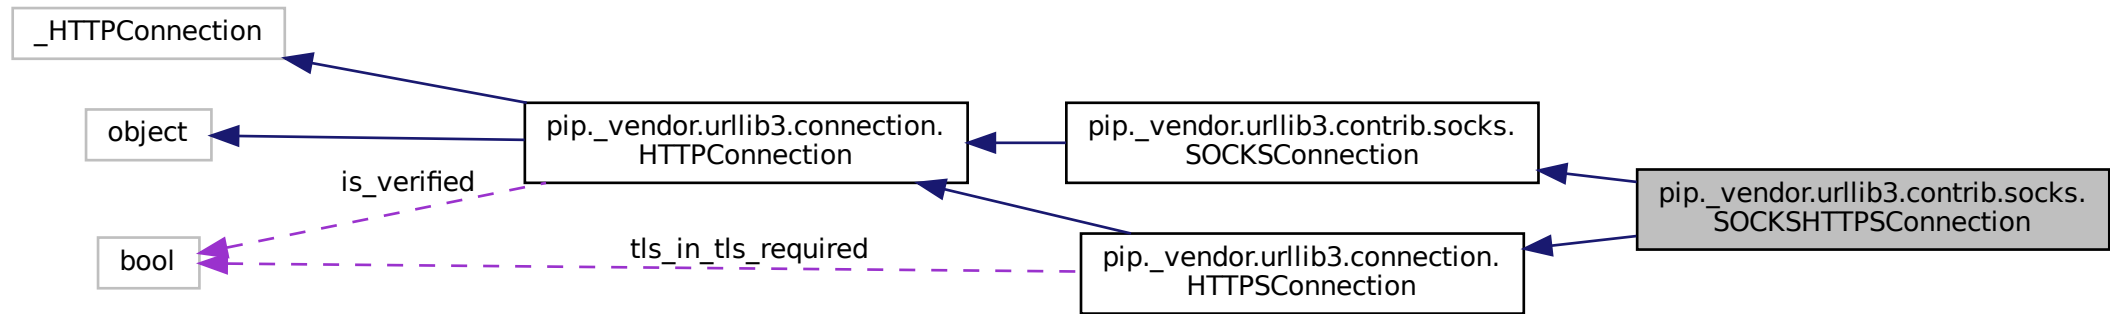 _HTTPConnection
object
pip._vendor.urllib3.connection.
HTTPConnection
pip._vendor.urllib3.contrib.socks.
SOCKSConnection
is_verified
pip._vendor.urllib3.contrib.socks.
SOCKSHTTPSConnection
bool
tls_in_tls_required
pip._vendor.urllib3.connection.
HTTPSConnection